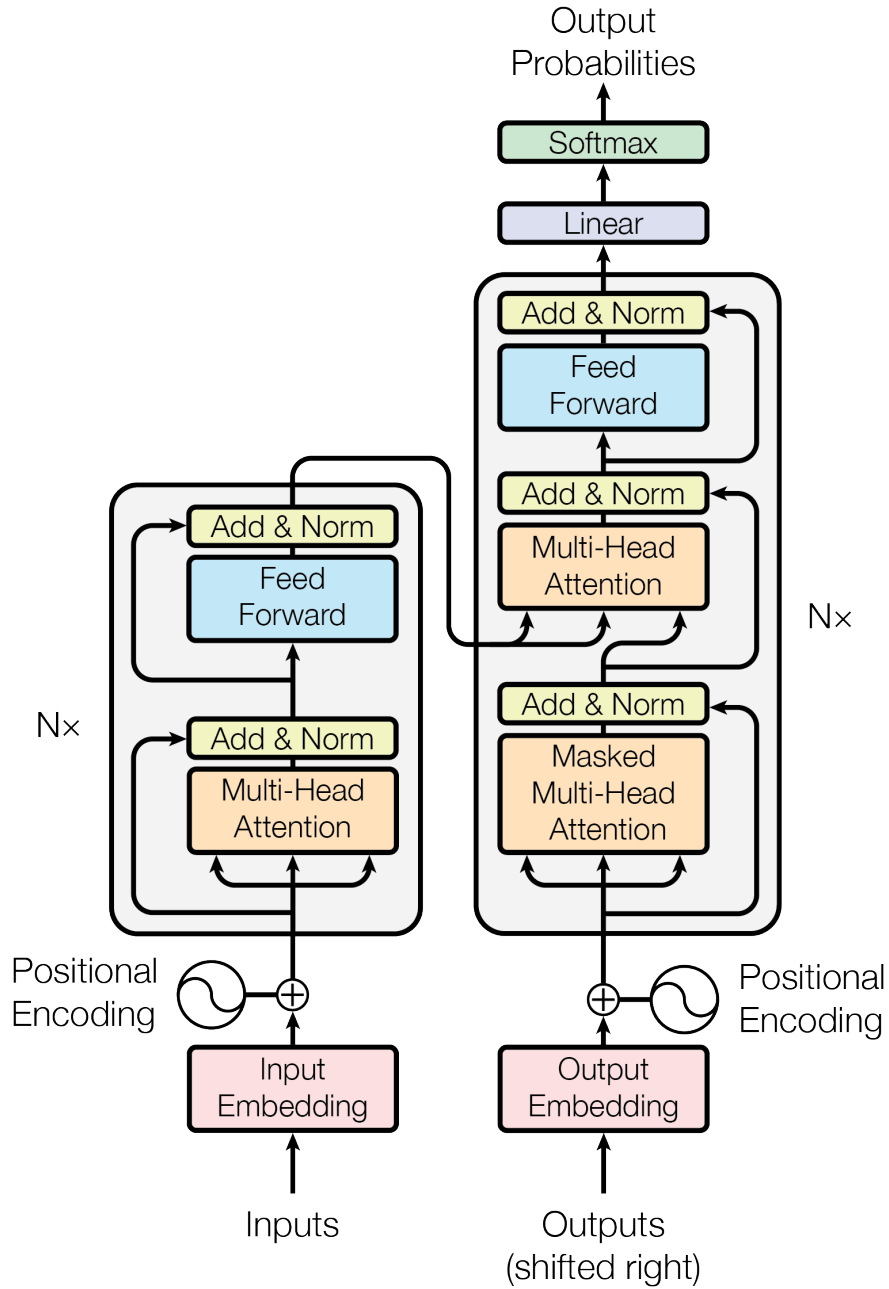 Output
Probabilities
Softmax
Linear
Add & Norm
Feed
Forward
Add & Norm
Multi-Head
Attention
Nx
Add & Norm
Masked
Multi-Head
Attention
Add & Norm
Feed
Forward
Nx
Add & Norm
Multi-Head
Attention
Positional
Encoding
Positional
Encoding
Input
Embedding
Output
Embedding
Inputs
Outputs
(shifted right)